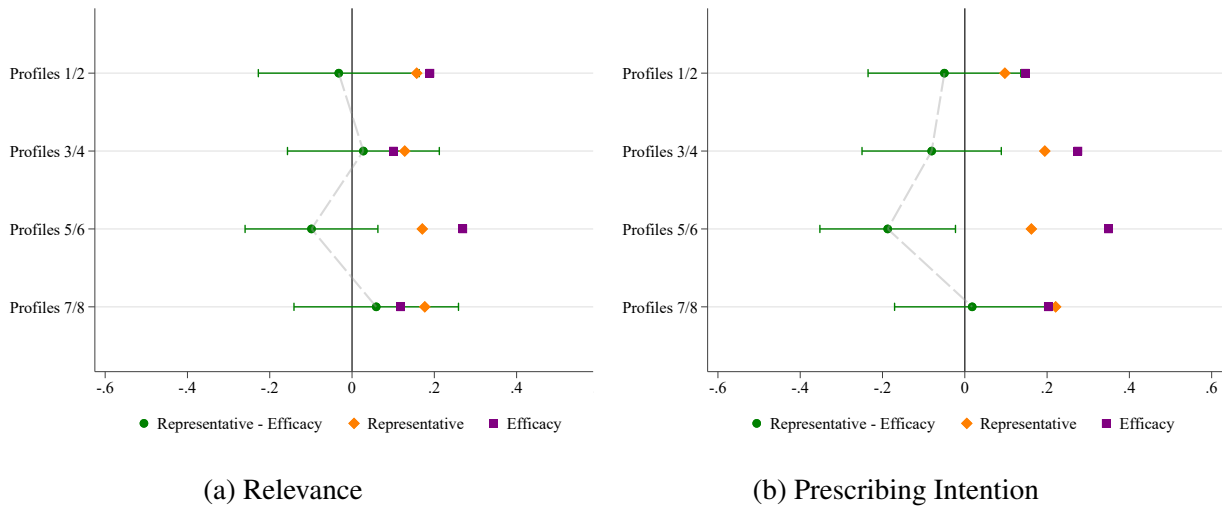 Profiles 1/2
Profiles 3/4
Profiles 5/6
Profiles 7/8
-.6 -.4 -.2 0 .2 .4
Representative - Efficacy Representative Efficacy
(a) Relevance
Profiles 1/2
Profiles 3/4
Profiles 5/6
Profiles 7/8
-.6 -.4 -.2 0 .2 .4 .6
Representative - Efficacy Representative Efficacy
(b) Prescribing Intention